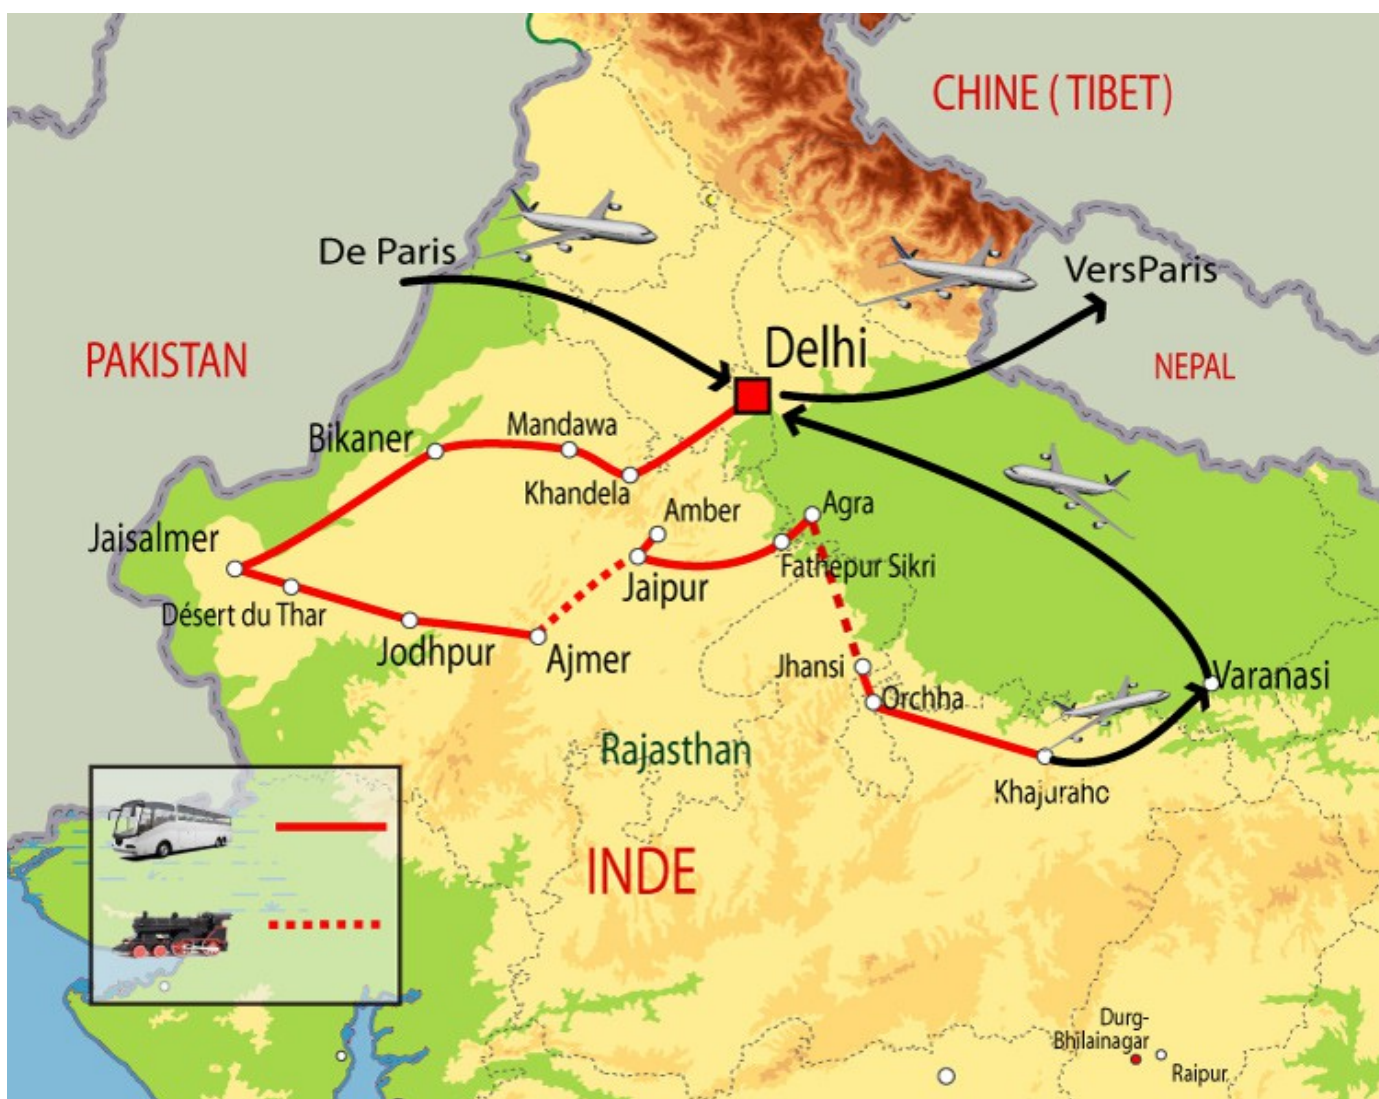 CHINE ( TIBET)
De Paris
VersParis
Delhi
PAKISTAN
NEPAL
Mandawa
Bikaner
Khandela
Amber
Agra
Jaisalmer
Fathepur Sikri
Jaipur
Désert du Thar
Jodhpur
Ajmer
Jhansi
Varanasi
Orchha
Rajasthan
Khajuraho
INDE
Durg-
Bhilainagar
Raipur